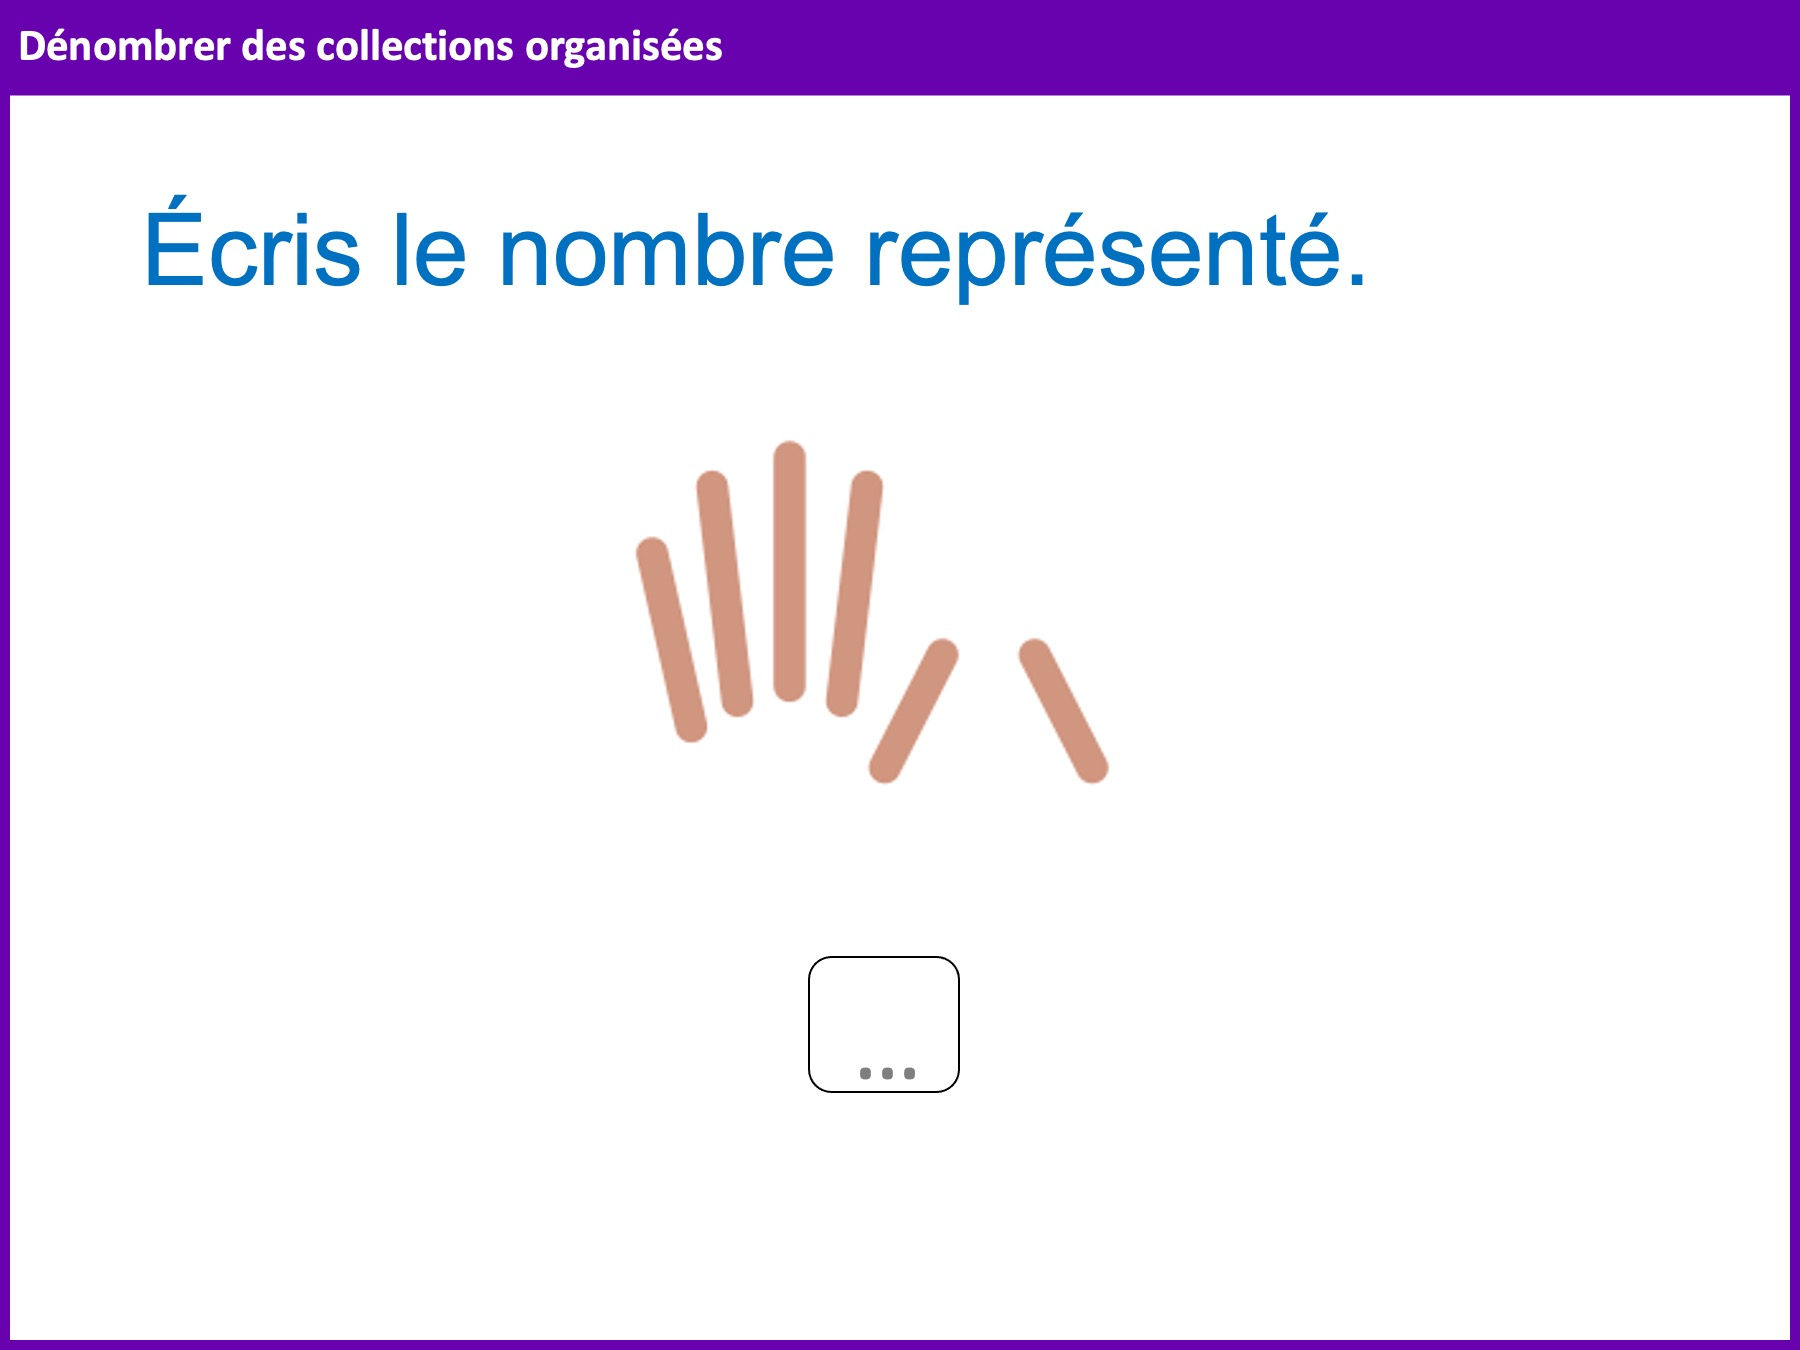 Dénombrer des collections organisées
Écris le nombre représenté.
...